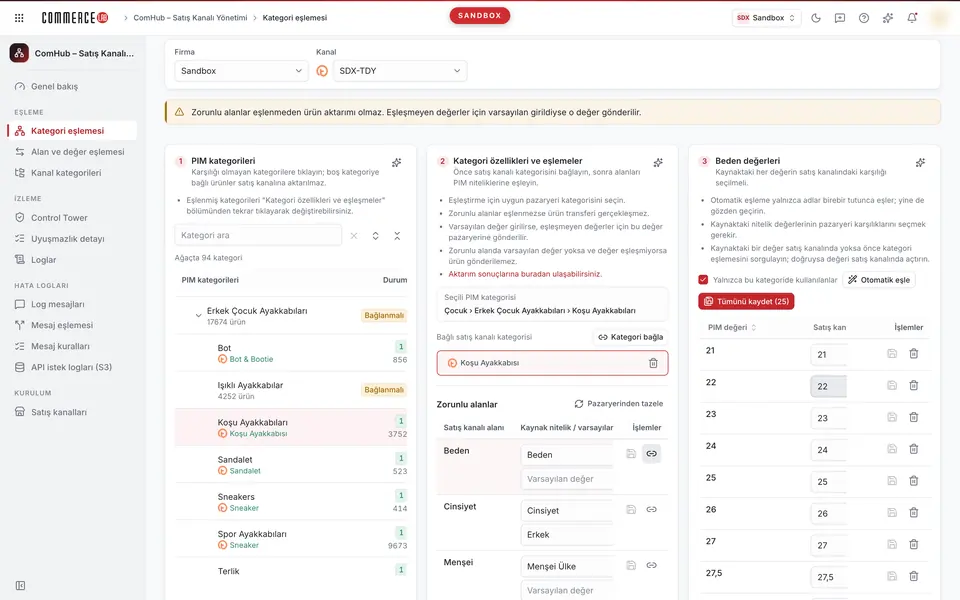 COMMERCE LAB
ComHub – Satış Kanalı Yönetimi
Kategori eşlemesi
SANDBOX
SDX Sandbox
ComHub – Satış Kanalı...
Genel bakış
EŞLEME
Kategori eşlemesi
Alan ve değer eşlemesi
Kanal kategorileri
İZLEME
Control Tower
Uyuşmazlık detayı
Loglar
HATA LOGLARI
Log mesajları
Mesaj eşlemesi
Mesaj kuralları
API istek logları (S3)
KURULUM
Satış kanalları
Firma
Kanal
Sandbox
SDX-TDY
Zorunlu alanlar eşlenmeden ürün aktarımı olmaz. Eşleşmeyen değerler için varsayılan girildiyse o değer gönderilir.
1 PIM kategorileri
Karşılığı olmayan kategorilere tıklayın; boş kategoriye
bağlı ürünler satış kanalına aktarılmaz.
• Eşlenmiş kategorileri "Kategori özellikleri ve eşlemeler"
bölümünden tekrar tıklayarak değiştirebilirsiniz.
Kategori ara
Ağaçta 94 kategori
PIM kategorileri Durum
Erkek Çocuk Ayakkabıları
17674 ürün
Bağlanmalı
Bot 1
Bot & Bootie 856
Işıklı Ayakkabılar
4252 ürün
Bağlanmalı
Koşu Ayakkabıları 1
Koşu Ayakkabısı 3752
Sandalet 1
Sandalet 523
Sneakers 1
Sneaker 414
Spor Ayakkabıları 1
Sneaker 9673
Terlik 1
2 Kategori özellikleri ve eşlemeler
Önce satış kanalı kategorisini bağlayın, sonra alanları
PIM niteliklerine eşleyin.
• Eşleştirme için uygun pazaryeri kategorisini seçin.
• Zorunlu alanlar eşlenmezse ürün transferi gerçekleşmez.
• Varsayılan değer girilirse, eşleşmeyen değerler için bu değer
pazaryerine gönderilir.
• Zorunlu alanda varsayılan değer yoksa ve değer eşleşmiyorsa
ürün gönderilemez.
• Aktarım sonuçlarına buradan ulaşabilirsiniz.
Seçili PIM kategorisi
Çocuk › Erkek Çocuk Ayakkabıları › Koşu Ayakkabıları
Bağlı satış kanalı kategorisi
Kategori bağla
Koşu Ayakkabısı
Zorunlu alanlar
Pazaryerinden tazele
Satış kanalı alanı Kaynak nitelik / varsayılar İşlemler
Beden Beden
Varsayılan değer
Cinsiyet Cinsiyet
Erkek
Menşei Menşei Ülke
Varsayılan değer
3 Beden değerleri
Kaynaktaki her değerin satış kanalındaki karşılığı
seçilmeli.
• Otomatik eşleme yalnızca adlar birebir tutunca eşler; yine de
gözden geçirin.
• Kaynaktaki nitelik değerlerinin pazaryeri karşılıklarını seçmek
gerekir.
• Kaynaktaki bir değer satış kanalında yoksa önce kategori
eşlemesini sorgulayın; doğruysa değeri satış kanalında açtırın.
Yalnızca bu kategoride kullanılanlar
Otomatik eşle
Tümünü kaydet (25)
PIM değeri Satış kan İşlemler
21 21
22 22
23 23
24 24
25 25
26 26
27 27
27,5 27,5